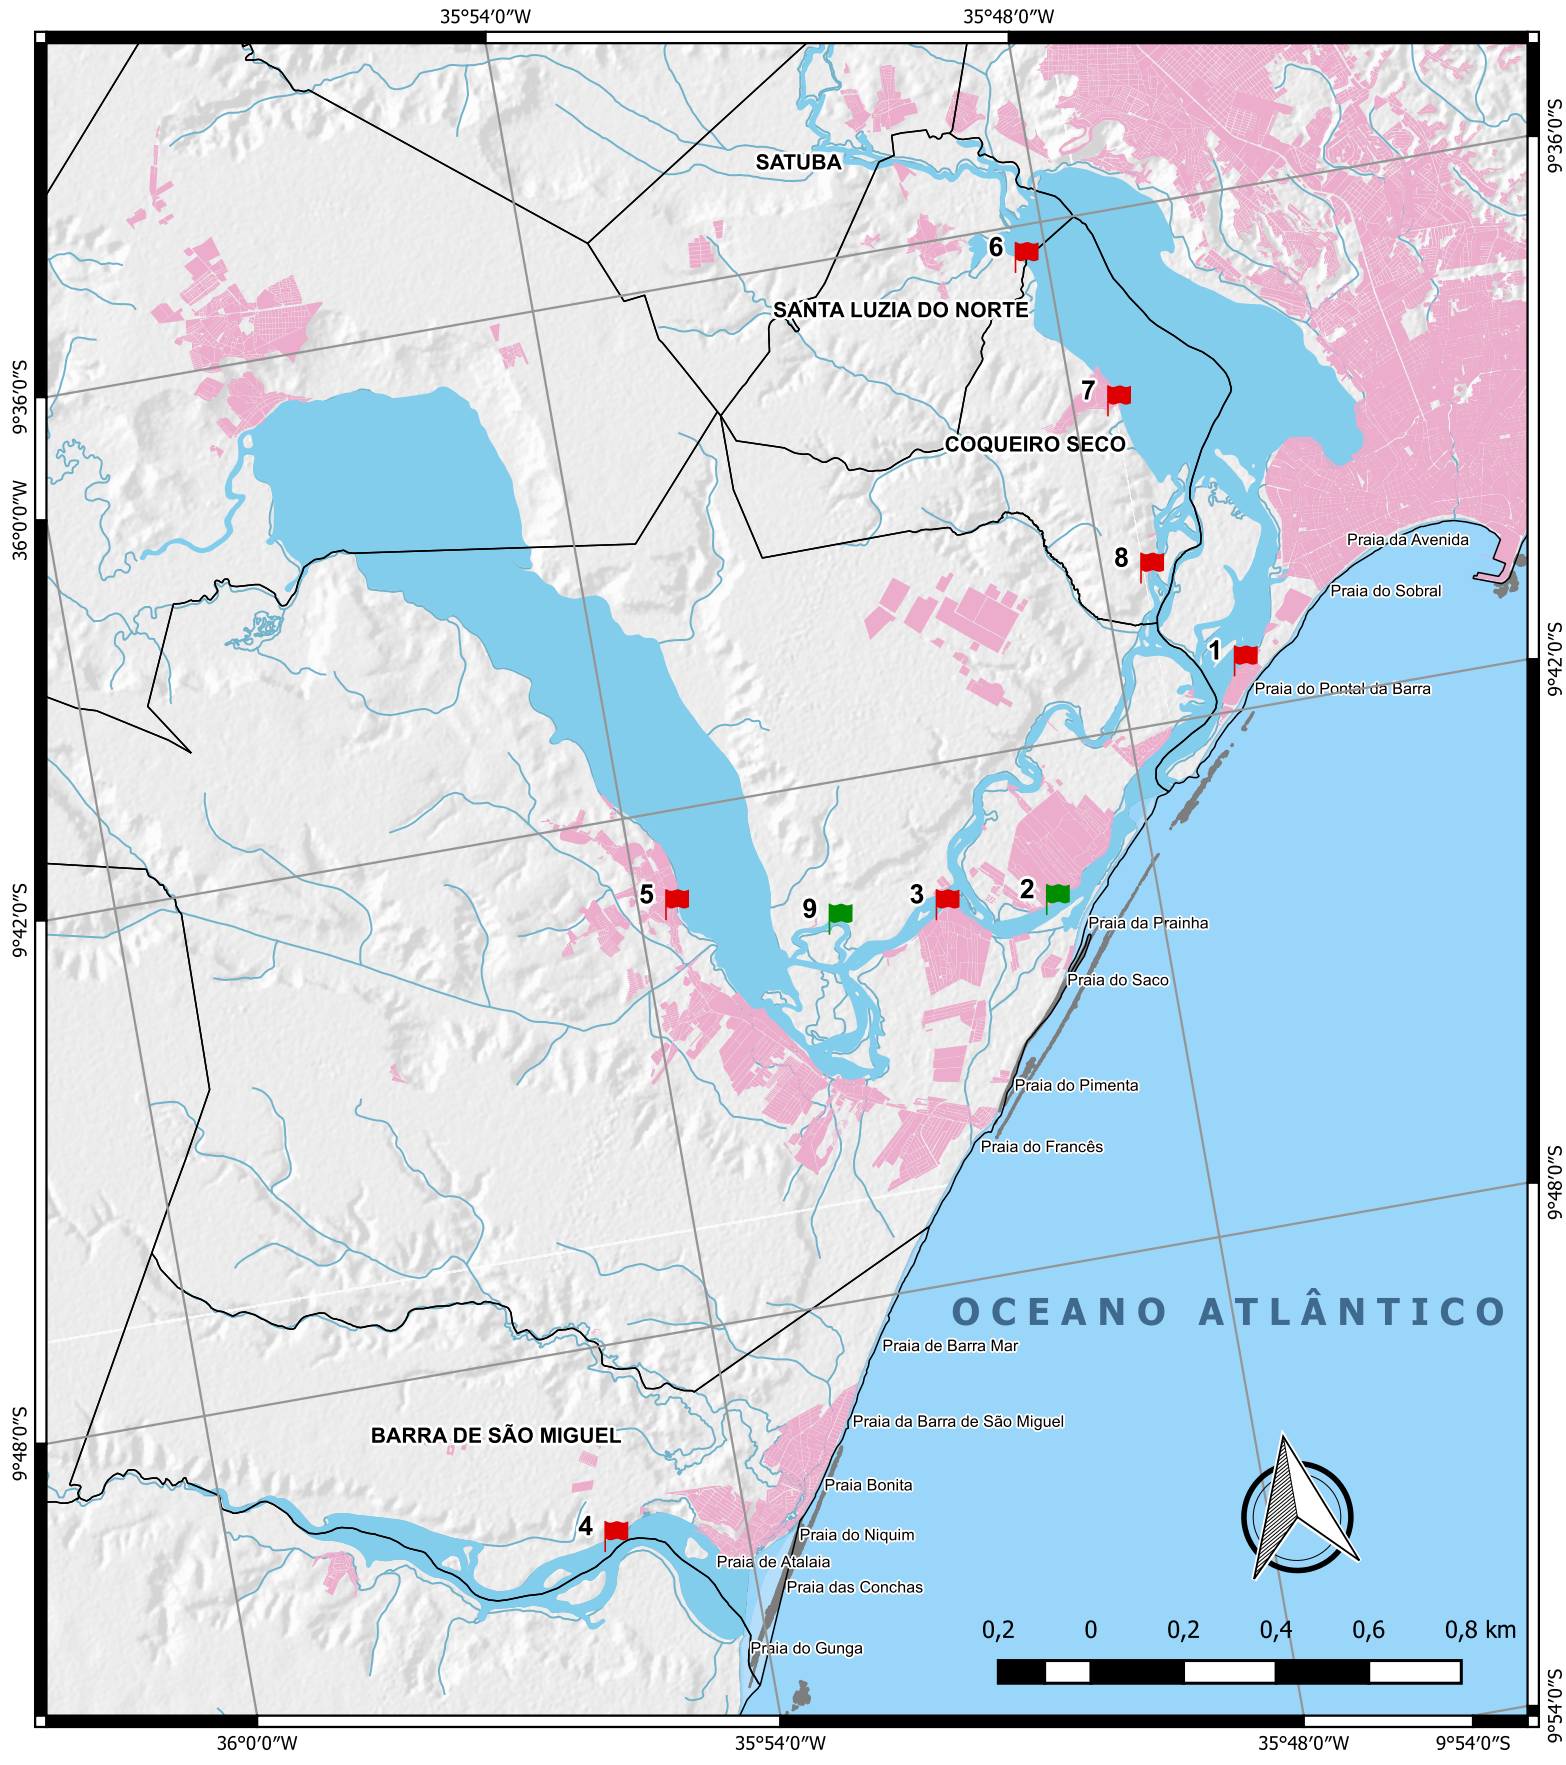 35°54'0"W
35°48'0"W
9°36'0"S
SATUBA
6
SANTA LUZIA DO NORTE
9°36'0"S
7
COQUEIRO SECO
36°0'0"W
Praia da Avenida
8
Praia do Sobral
1
9°42'0"S
Praia do Pontal da Barra
5
9
3
2
9°42'0"S
Praia da Prainha
Praia do Saco
Praia do Pimenta
Praia do Francês
9°48'0"S
OCEANO ATLÂNTICO
Praia de Barra Mar
Praia da Barra de São Miguel
BARRA DE SÃO MIGUEL
9°48'0"S
Praia Bonita
4
Praia do Niquim
Praia de Atalaia
Praia das Conchas
Praia do Gunga
0,2 0 0,2 0,4 0,6 0,8 km
9°54'0"S
36°0'0"W
35°54'0"W
35°48'0"W
9°54'0"S